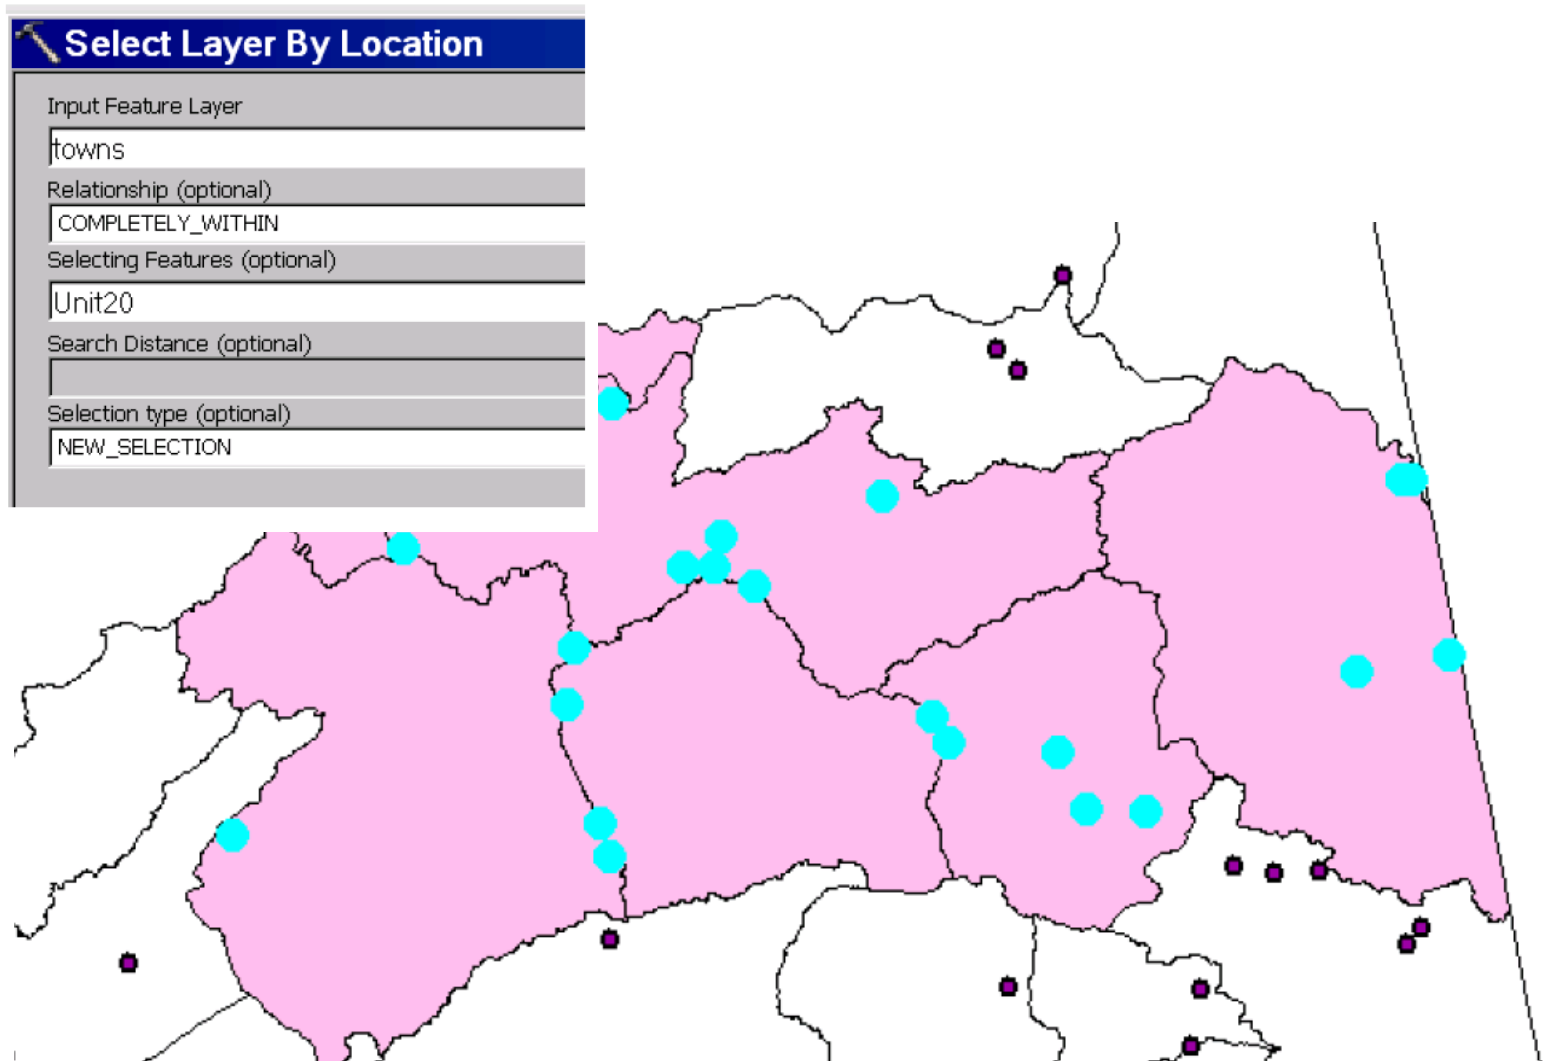 Select Layer By Location
Input Feature Layer
towns
Relationship (optional)
COMPLETELY_WITHIN
Selecting Features (optional)
Unit20
Search Distance (optional)
Selection type (optional)
NEW_SELECTION